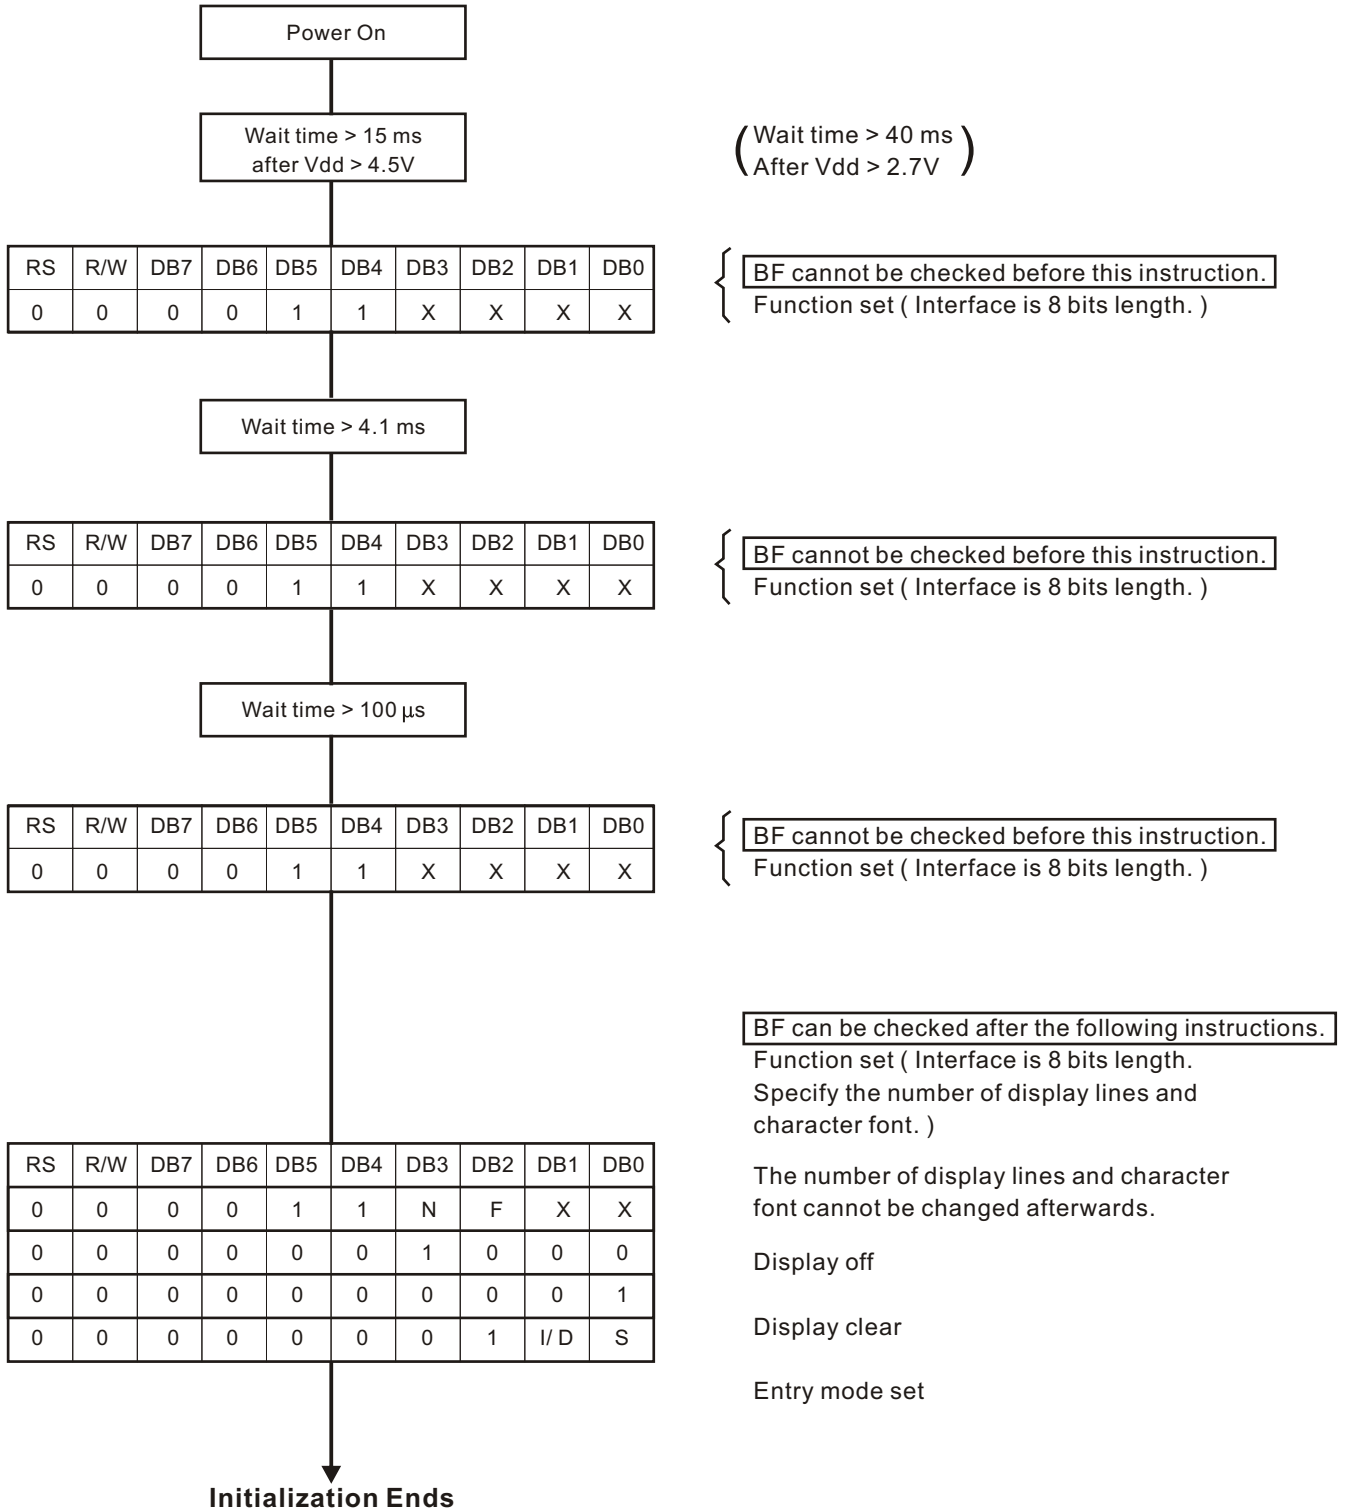 Power On
Wait time > 15 ms
after Vdd > 4.5V
(Wait time > 40 ms
After Vdd > 2.7V)
RS R/W DB7 DB6 DB5 DB4 DB3 DB2 DB1 DB0
0 0 0 0 1 1 X X X X
BF cannot be checked before this instruction.
Function set ( Interface is 8 bits length. )
Wait time > 4.1 ms
RS R/W DB7 DB6 DB5 DB4 DB3 DB2 DB1 DB0
0 0 0 0 1 1 X X X X
BF cannot be checked before this instruction.
Function set ( Interface is 8 bits length. )
Wait time > 100 μs
RS R/W DB7 DB6 DB5 DB4 DB3 DB2 DB1 DB0
0 0 0 0 1 1 X X X X
BF cannot be checked before this instruction.
Function set ( Interface is 8 bits length. )
BF can be checked after the following instructions.
Function set ( Interface is 8 bits length.
Specify the number of display lines and
character font. )
RS R/W DB7 DB6 DB5 DB4 DB3 DB2 DB1 DB0
0 0 0 0 1 1 N F X X
0 0 0 0 0 0 1 0 0 0
0 0 0 0 0 0 0 0 0 1
0 0 0 0 0 0 0 1 I/ D S
The number of display lines and character
font cannot be changed afterwards.
Display off
Display clear
Entry mode set
Initialization Ends